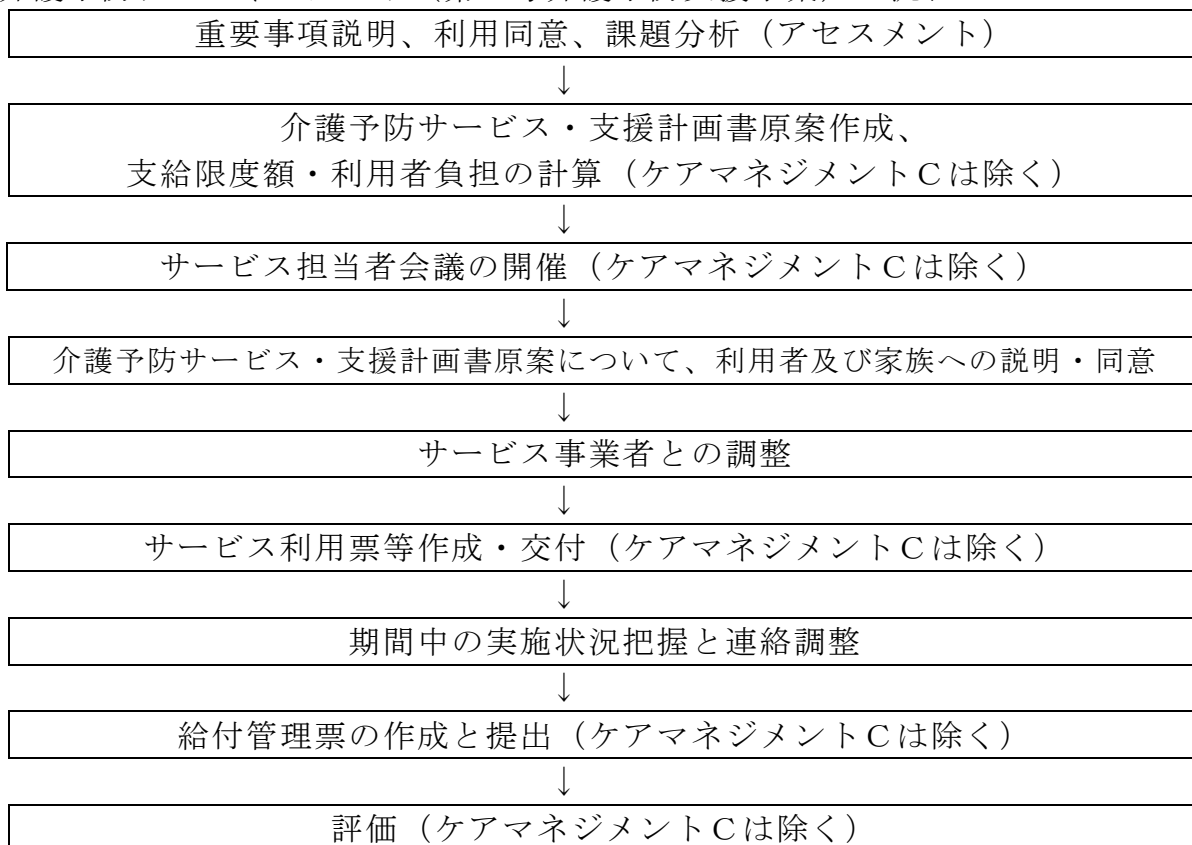 重要事項説明、利用同意、課題分析（アセスメント）
↓
介護予防サービス・支援計画書原案作成、
支給限度額・利用者負担の計算（ケアマネジメントＣは除く）
↓
サービス担当者会議の開催（ケアマネジメントＣは除く）
↓
介護予防サービス・支援計画書原案について、利用者及び家族への説明・同意
↓
サービス事業者との調整
↓
サービス利用票等作成・交付（ケアマネジメントＣは除く）
↓
期間中の実施状況把握と連絡調整
↓
給付管理票の作成と提出（ケアマネジメントＣは除く）
↓
評価（ケアマネジメントＣは除く）